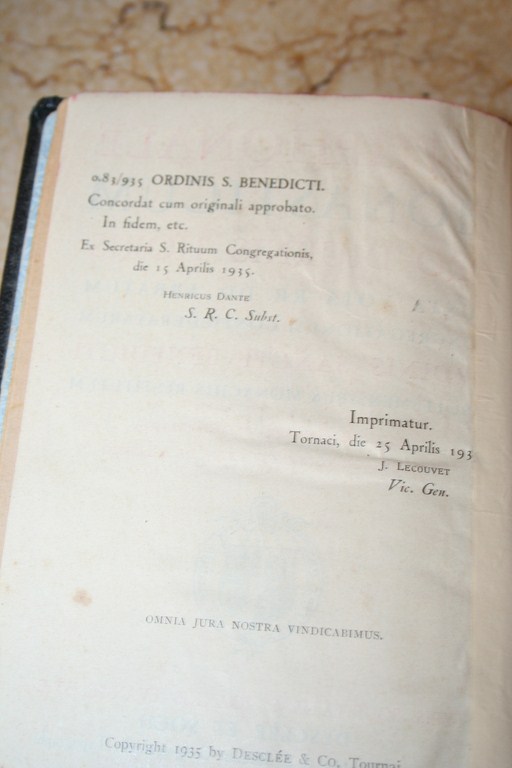 o.83/935 ORDINIS S. BENEDICTI.
Concordat cum originali approbato.
In fidem, etc.
Ex Secretaria S. Rituum Congregationis,
die 15 Aprilis 1935.
HENRICUS DANTE
S. R. C. Subst.
Imprimatur.
Tornaci, die 25 Aprilis 193
J. LECOUVET
Vic. Gen.
OMNIA JURA NOSTRA VINDICABIMUS.
Copyright 1935 by DESCLÉE & Co, Tournai